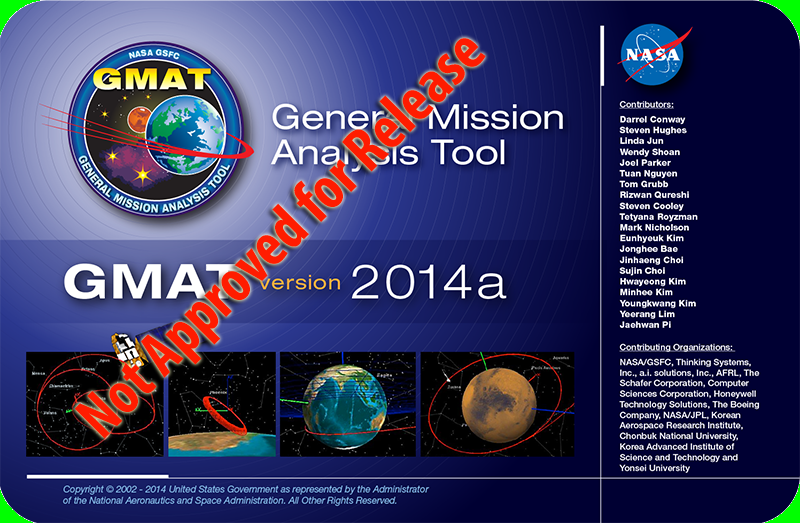 NASA GSFC
GMAT
GENERAL MISSION ANALYSIS TOOL
General Mission
Analysis Tool
Not Approved for Release
GMAT version 2014a
NASA
Contributors:
Darrel Conway
Steven Hughes
Linda Jun
Wendy Shoan
Joel Parker
Tuan Nguyen
Tom Grubb
Rizwan Qureshi
Steven Cooley
Tetyana Royzman
Mark Nicholson
Eunhyeuk Kim
Jonghee Bae
Jinhaeng Choi
Sujin Choi
Hwayeong Kim
Minhee Kim
Youngkwang Kim
Yeerang Lim
Jaehwan Pi
Contributing Organizations:
NASA/GSFC, Thinking Systems,
Inc., a.i. solutions, Inc., AFRL, The
Schafer Corporation, Computer
Sciences Corporation, Honeywell
Technology Solutions, The Boeing
Company, NASA/JPL, Korean
Aerospace Research Institute,
Chonbuk National University,
Korea Advanced Institute of
Science and Technology and
Yonsei University
Phoenix
Sagitta
Aquarius
Copyright © 2002 - 2014 United States Government as represented by the Administrator
of the National Aeronautics and Space Administration. All Other Rights Reserved.